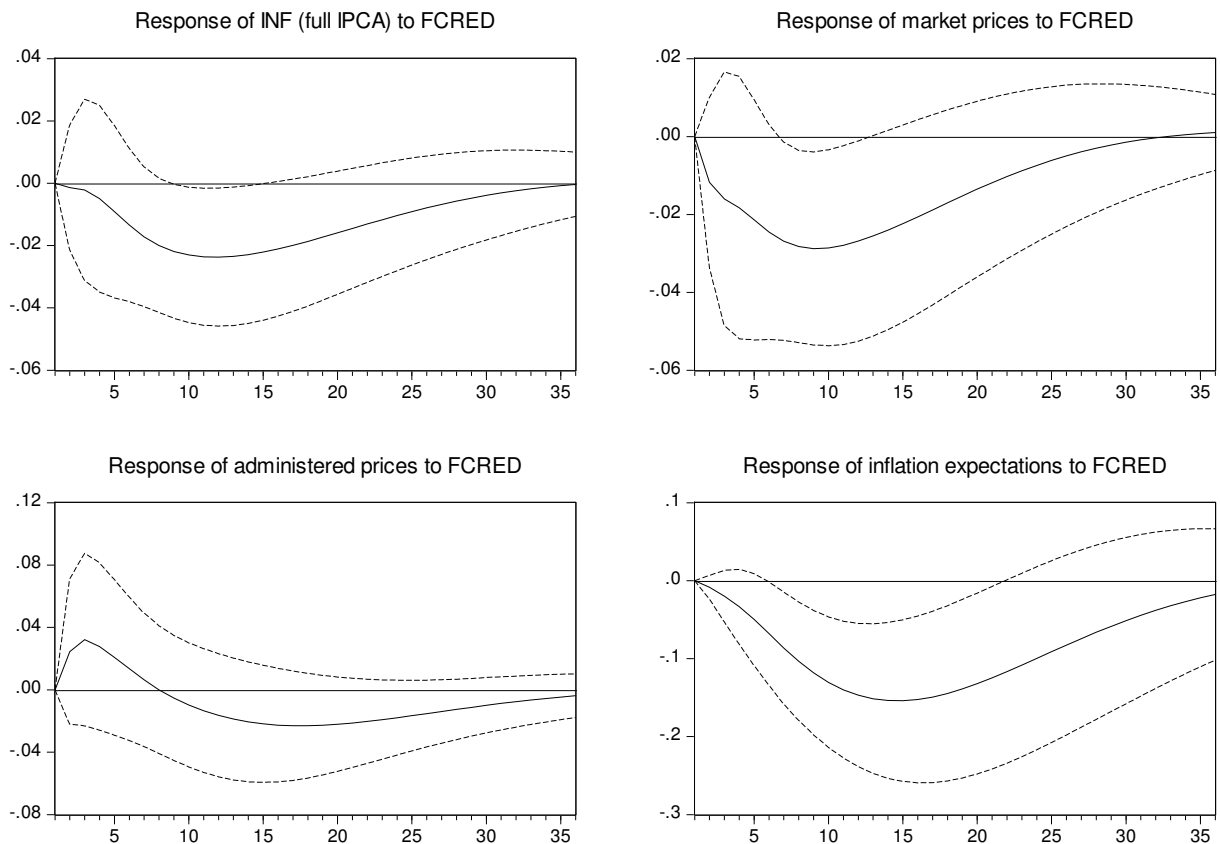 Response of INF (full IPCA) to FCRED
.04
.02
.00
-.02
-.04
-.06
5 10 15 20 25 30 35
Response of market prices to FCRED
.02
.00
-.02
-.04
-.06
5 10 15 20 25 30 35
Response of administered prices to FCRED
.12
.08
.04
.00
-.04
-.08
5 10 15 20 25 30 35
Response of inflation expectations to FCRED
.1
.0
-.1
-.2
-.3
5 10 15 20 25 30 35